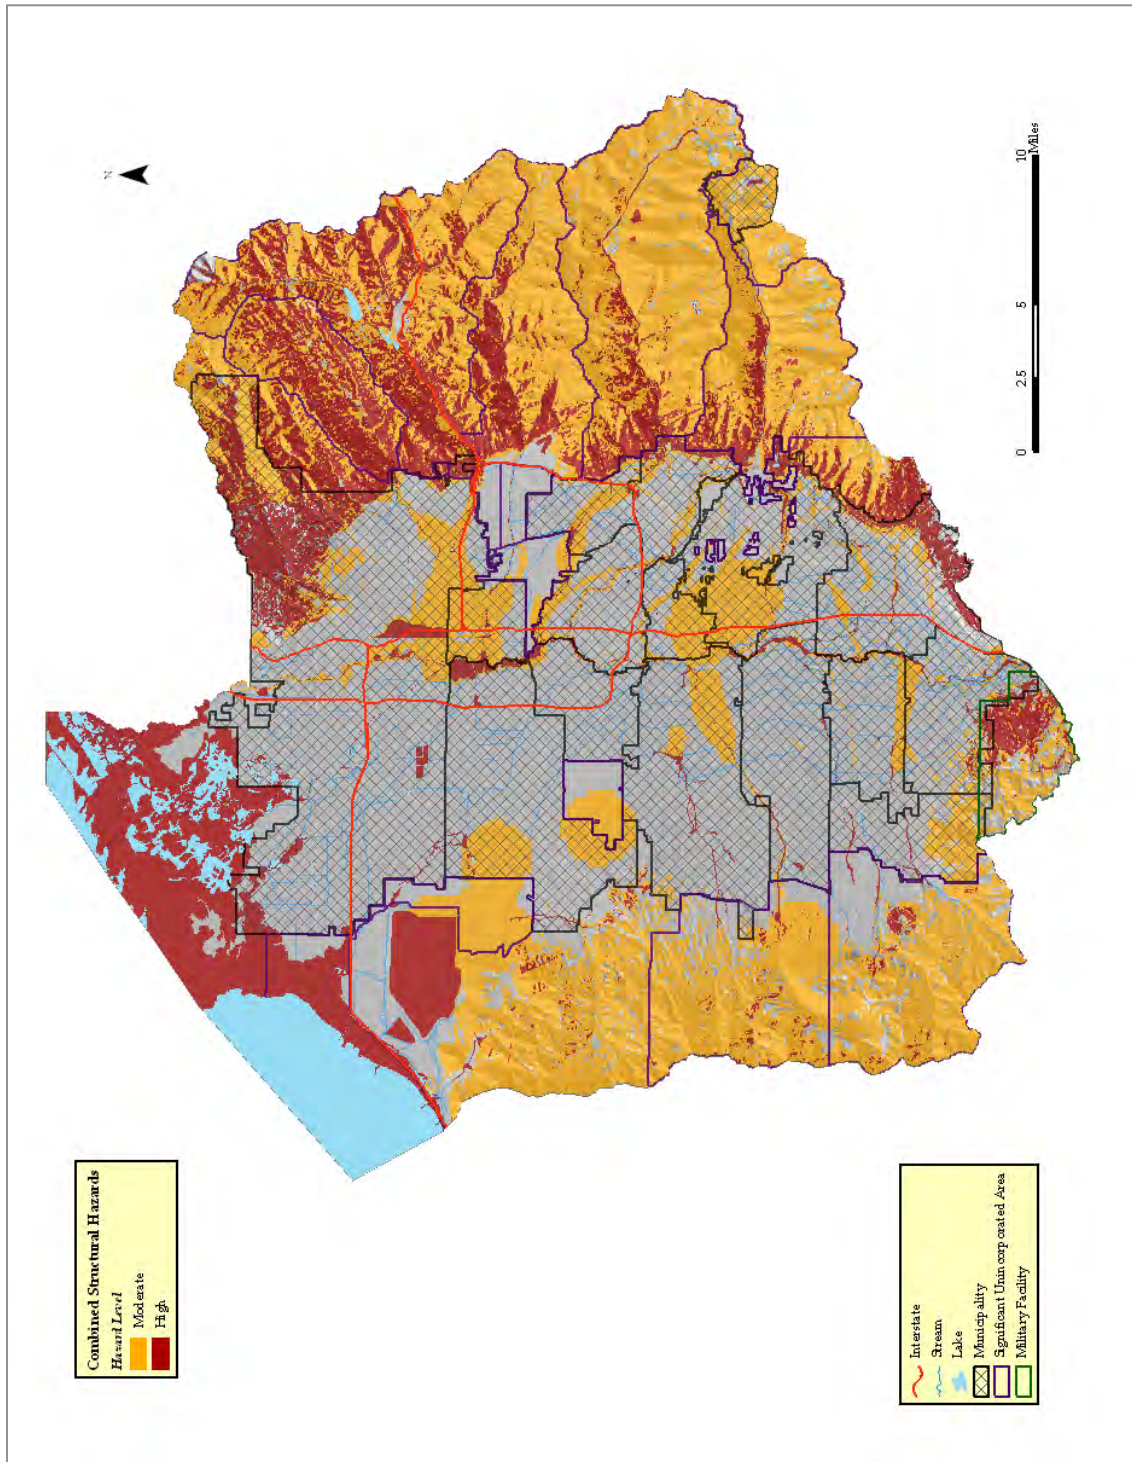 N
0
2.5
5
10
Miles
Combined Structural Hazards
Hazard Level
Moderate
High
Interstate
Stream
Lake
Municipality
Significant Unincorporated Area
Military Facility